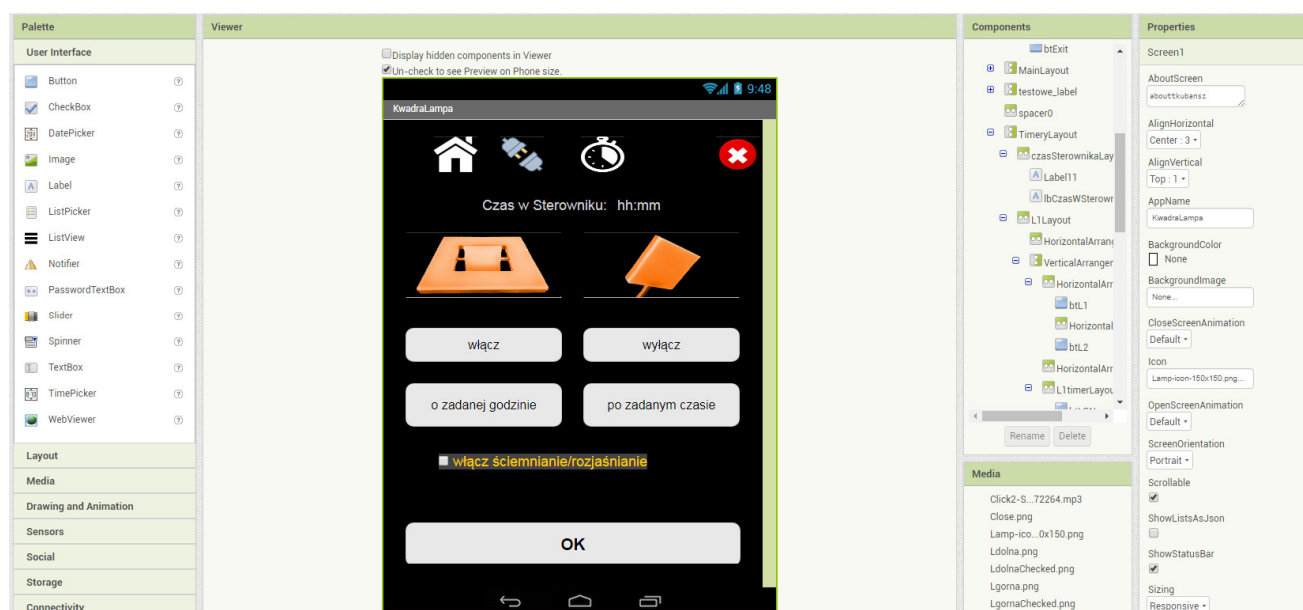 Palette
User Interface
Button
CheckBox
DatePicker
Image
Label
ListPicker
ListView
Notifier
PasswordTextBox
Slider
Spinner
TextBox
TimePicker
WebViewer
Layout
Media
Drawing and Animation
Sensors
Social
Storage
Connectivity
Viewer
Display hidden components in Viewer
Un-check to see Preview on Phone size.
9:48
KwadraLampa
Czas w Sterowniku: hh:mm
włącz
wyłącz
o zadanej godzinie
po zadanym czasie
włącz ściemnianie/rozjaśnianie
OK
Components
btExit
MainLayout
testowe_label
spacer0
TimeryLayout
czasSterownikaLay
Label11
lbCzasWSterowr
L1Layout
HorizontalArrang
VerticalArranger
HorizontalArr
btL1
Horizontal
btL2
HorizontalArr
L1timerLayou
Rename
Delete
Media
Click2-S...72264.mp3
Close.png
Lamp-ico...0x150.png
Ldolna.png
LdolnaChecked.png
Lgorna.png
LgornaChecked.png
Properties
Screen1
AboutScreen
abouttkubansz
AlignHorizontal
Center : 3
AlignVertical
Top : 1
AppName
KwadraLampa
BackgroundColor
None
BackgroundImage
None...
CloseScreenAnimation
Default
Icon
Lamp-icon-150x150.png...
OpenScreenAnimation
Default
ScreenOrientation
Portrait
Scrollable
ShowListsAsJson
ShowStatusBar
Sizing
Responsive